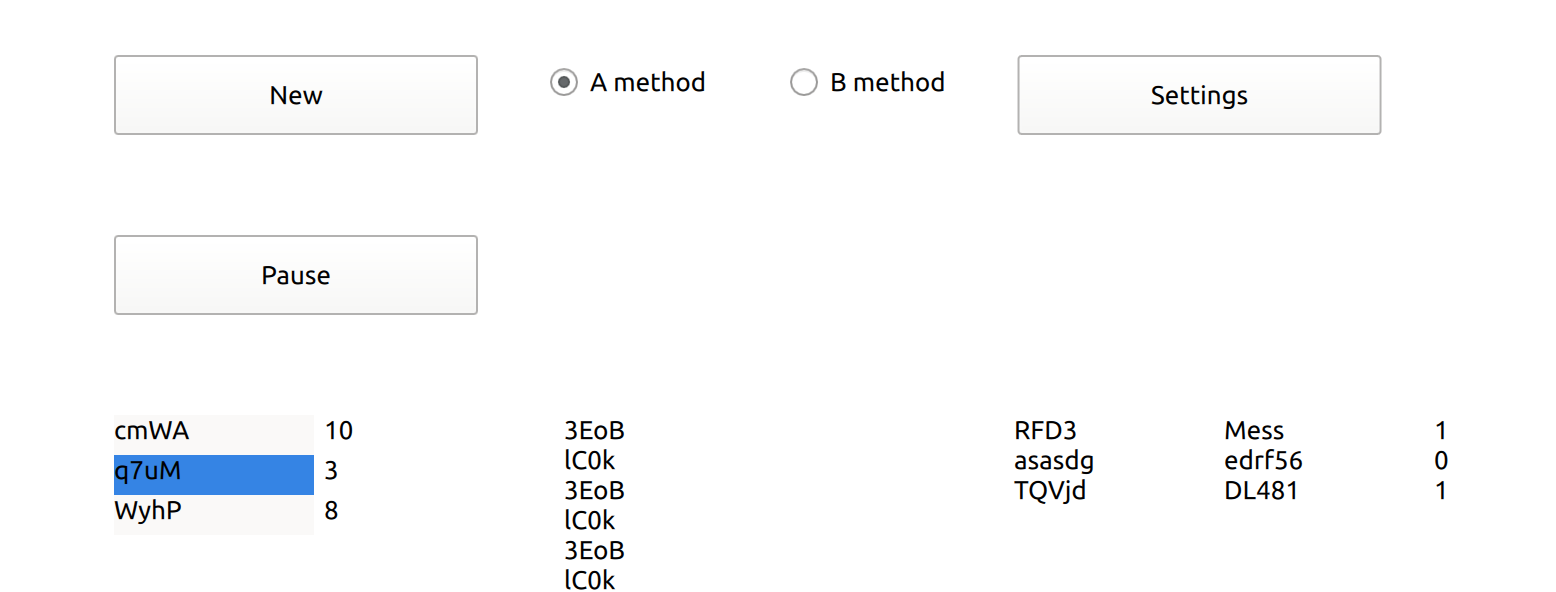 New A method B method Settings
Pause
cmWA 10 3EoB RFD3 Mess 1
lC0k asasdg edrf56 0
q7uM 3
3EoB TQVjd DL481 1
WyhP 8 lC0k
3EoB
lC0k